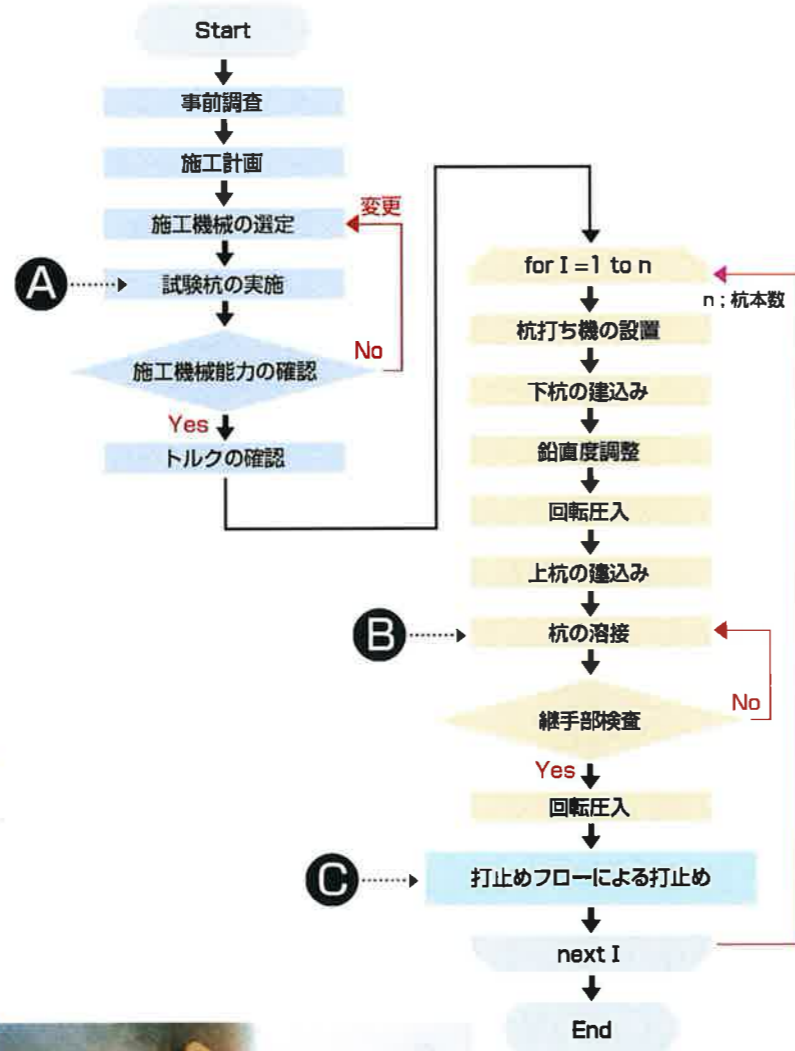 Start
事前調査
施工計画
施工機械の選定
変更
A
試験杭の実施
施工機械能力の確認
No
Yes
トルクの確認
for I=1 to n
n;杭本数
杭打ち機の設置
下杭の建込み
鉛直度調整
回転圧入
上杭の建込み
B
杭の溶接
継手部検査
No
Yes
回転圧入
C
打止めフローによる打止め
next I
End